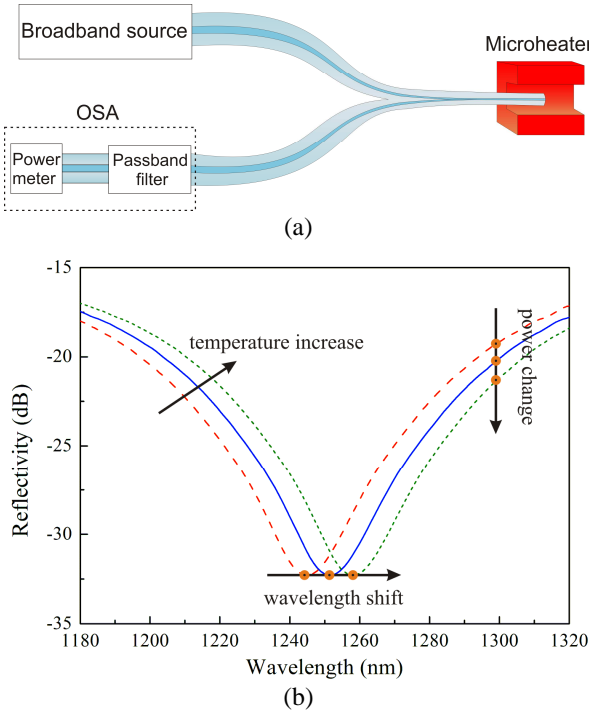 Broadband source
Microheater
OSA
Power
meter
Passband
filter
(a)
-15
-20
-25
-30
-35
Reflectivity (dB)
temperature increase
power change
wavelength shift
1180
1200
1220
1240
1260
1280
1300
1320
Wavelength (nm)
(b)